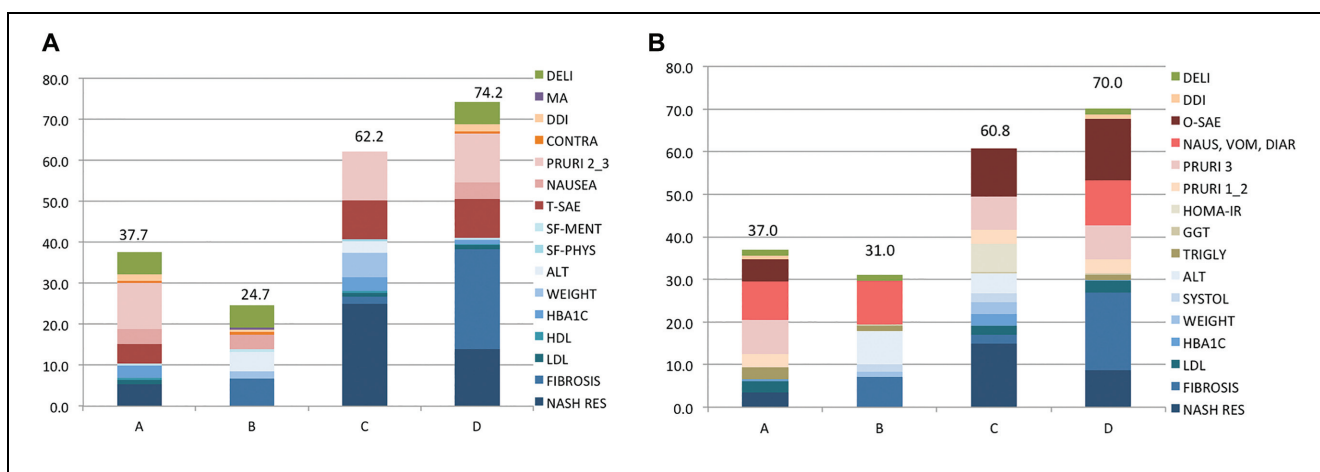 A
80.0
70.0
60.0
50.0
40.0
30.0
20.0
10.0
0.0
37.7
24.7
62.2
74.2
A B C D
DELI
MA
DDI
CONTRA
PRURI 2_3
NAUSEA
T-SAE
SF-MENT
SF-PHYS
ALT
WEIGHT
HBA1C
HDL
LDL
FIBROSIS
NASH RES
B
80.0
70.0
60.0
50.0
40.0
30.0
20.0
10.0
0.0
37.0
31.0
60.8
70.0
A B C D
DELI
DDI
O-SAE
NAUS, VOM, DIAR
PRURI 3
PRURI 1_2
HOMA-IR
GGT
TRIGLY
ALT
SYSTOL
WEIGHT
HBA1C
LDL
FIBROSIS
NASH RES